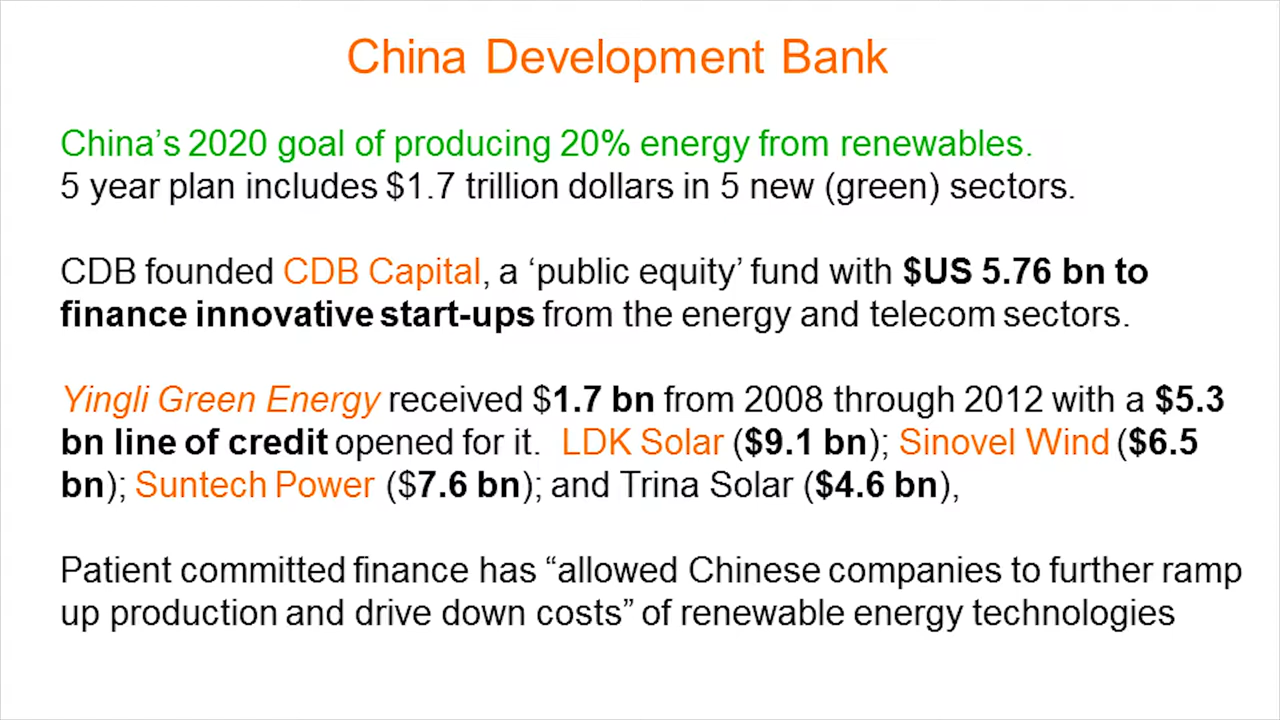 China Development Bank
China’s 2020 goal of producing 20% energy from renewables.
5 year plan includes $1.7 trillion dollars in 5 new (green) sectors.
CDB founded CDB Capital, a ‘public equity’ fund with $US 5.76 bn to
finance innovative start-ups from the energy and telecom sectors.
Yingli Green Energy received $1.7 bn from 2008 through 2012 with a $5.3
bn line of credit opened for it. LDK Solar ($9.1 bn); Sinovel Wind ($6.5
bn); Suntech Power ($7.6 bn); and Trina Solar ($4.6 bn),
Patient committed finance has “allowed Chinese companies to further ramp
up production and drive down costs” of renewable energy technologies